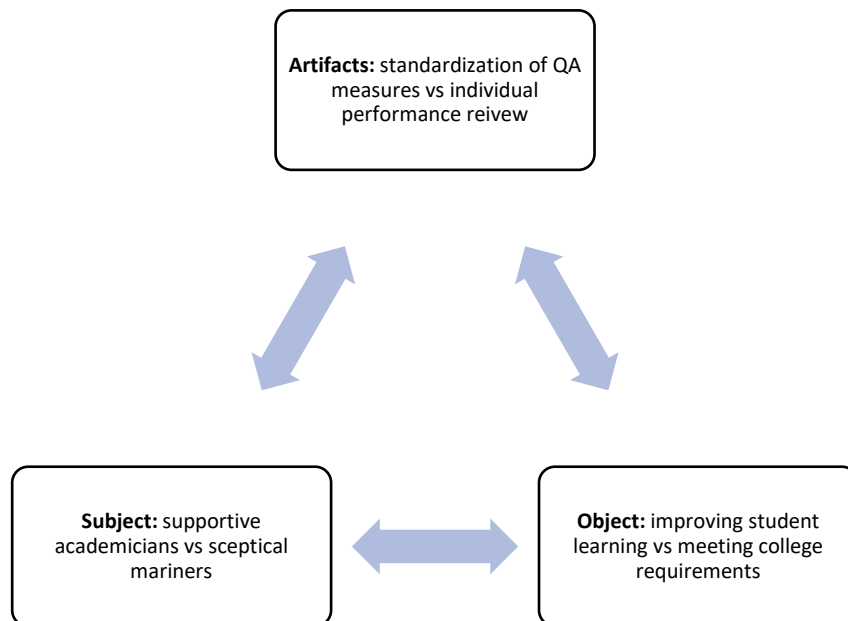 Artifacts: standardization of QA
measures vs individual
performance reivew
Subject: supportive
academicians vs sceptical
mariners
Object: improving student
learning vs meeting college
requirements